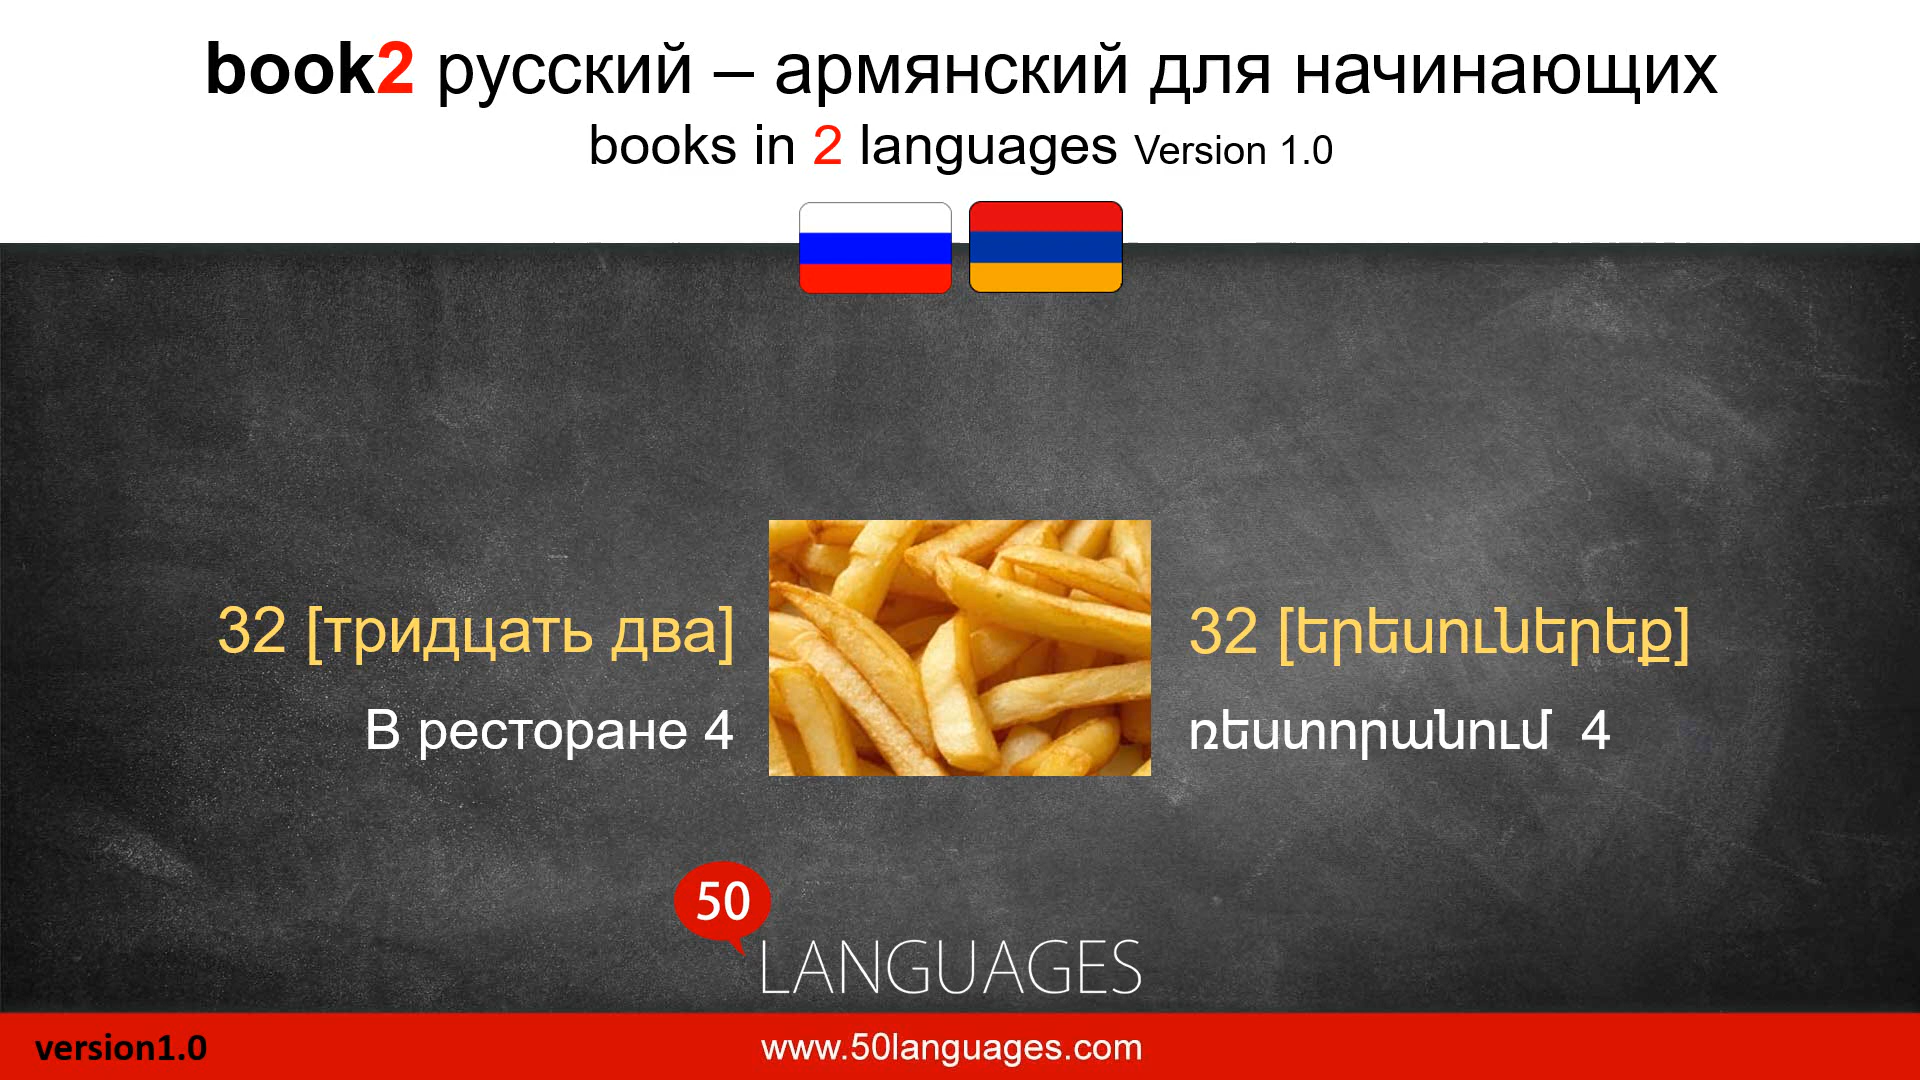 book2 русский – армянский для начинающих
books in 2 languages Version 1.0
32 [тридцать два]
В ресторане 4
32 [երեսուներեք]
ռեստորանում 4
50
LANGUAGES
version1.0
www.50languages.com